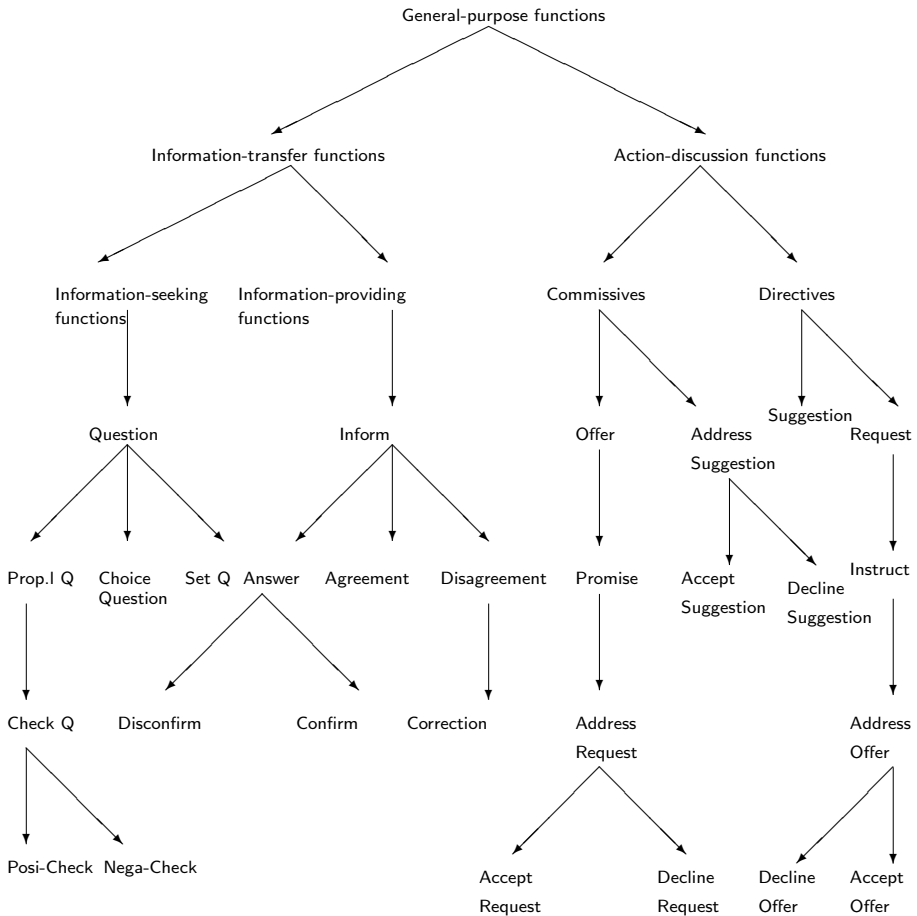 General-purpose functions
Information-transfer functions
Action-discussion functions
Information-seeking
functions
Information-providing
functions
Commissives
Directives
Question
Inform
Offer
Address
Suggestion
Suggestion
Request
Prop.l Q
Choice
Question
Set Q
Answer
Agreement
Disagreement
Promise
Accept
Suggestion
Decline
Suggestion
Instruct
Check Q
Disconfirm
Confirm
Correction
Address
Request
Address
Offer
Posi-Check
Nega-Check
Accept
Request
Decline
Request
Decline
Offer
Accept
Offer